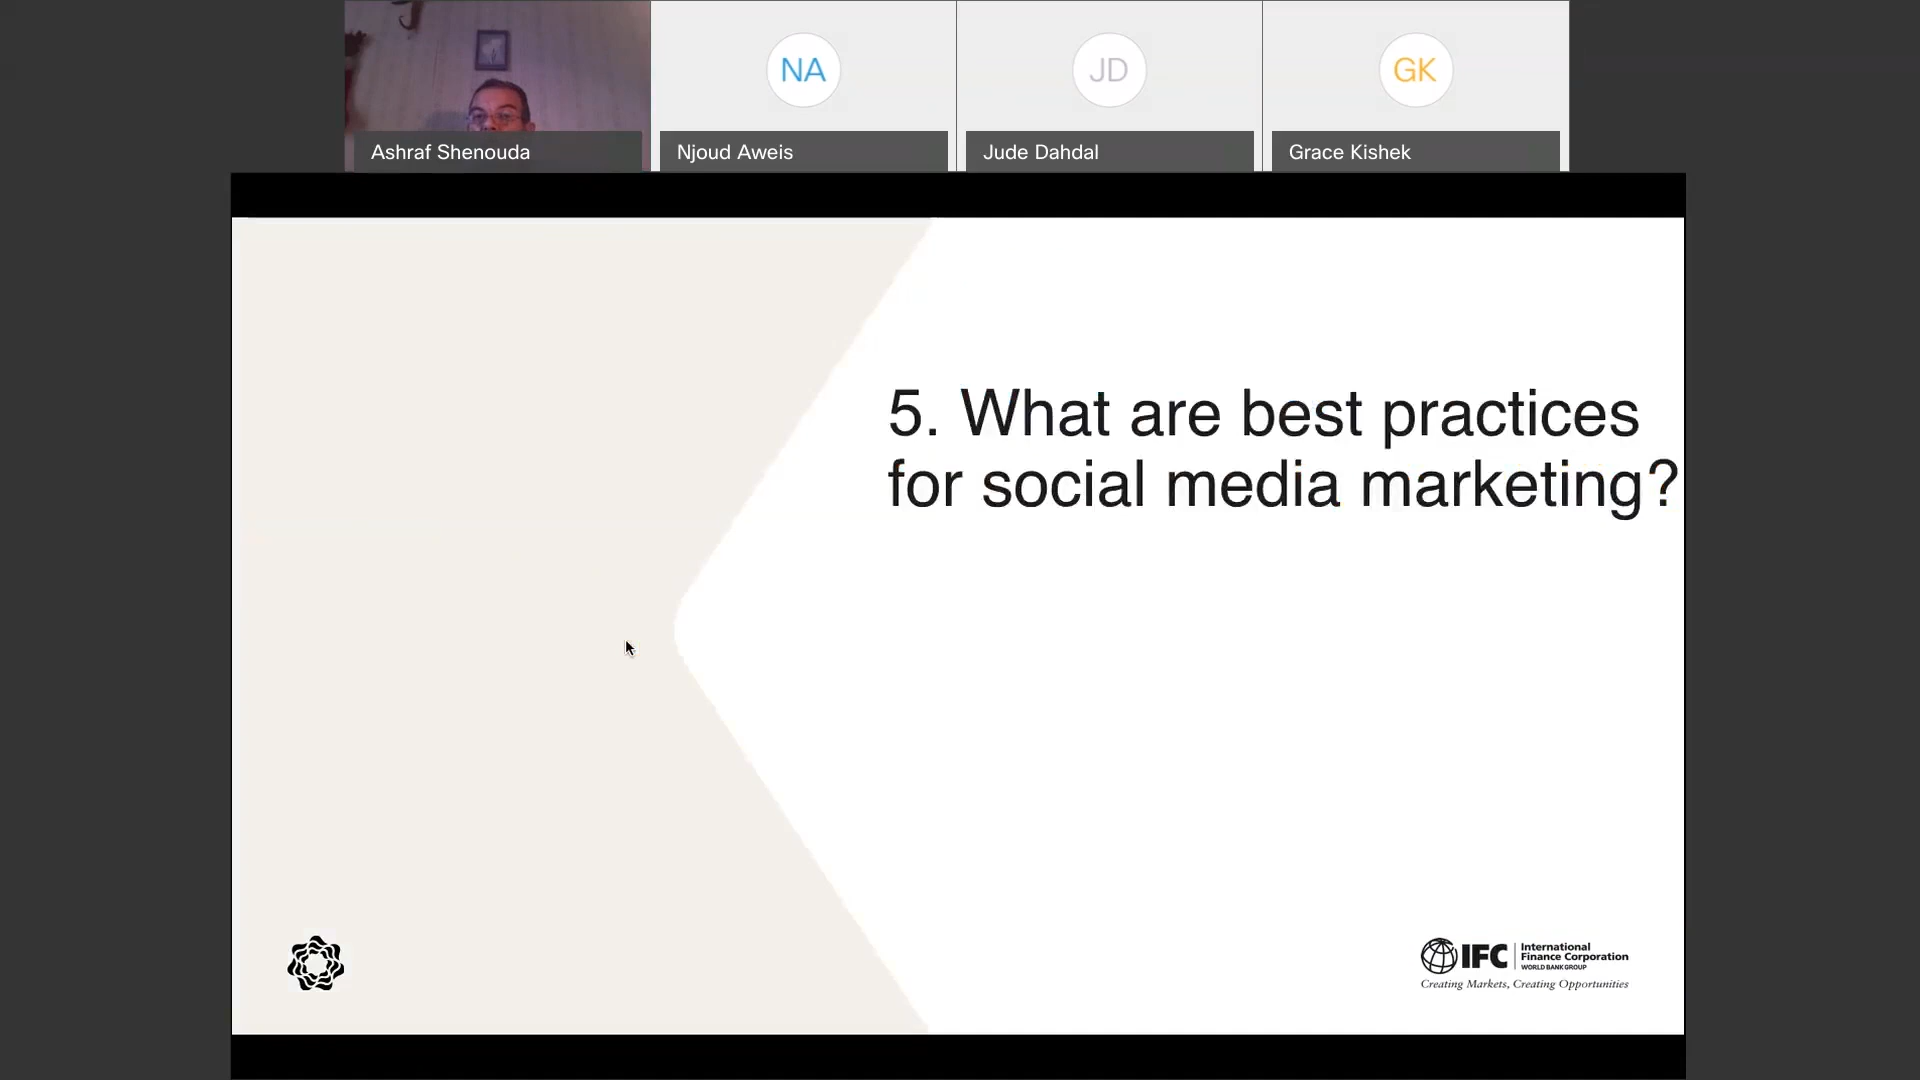 NA
JD
GK
Ashraf Shenouda
Njoud Aweis
Jude Dahdal
Grace Kishek
5. What are best practices
for social media marketing?
IFC
International
Finance Corporation
WORLD BANK GROUP
Creating Markets, Creating Opportunities